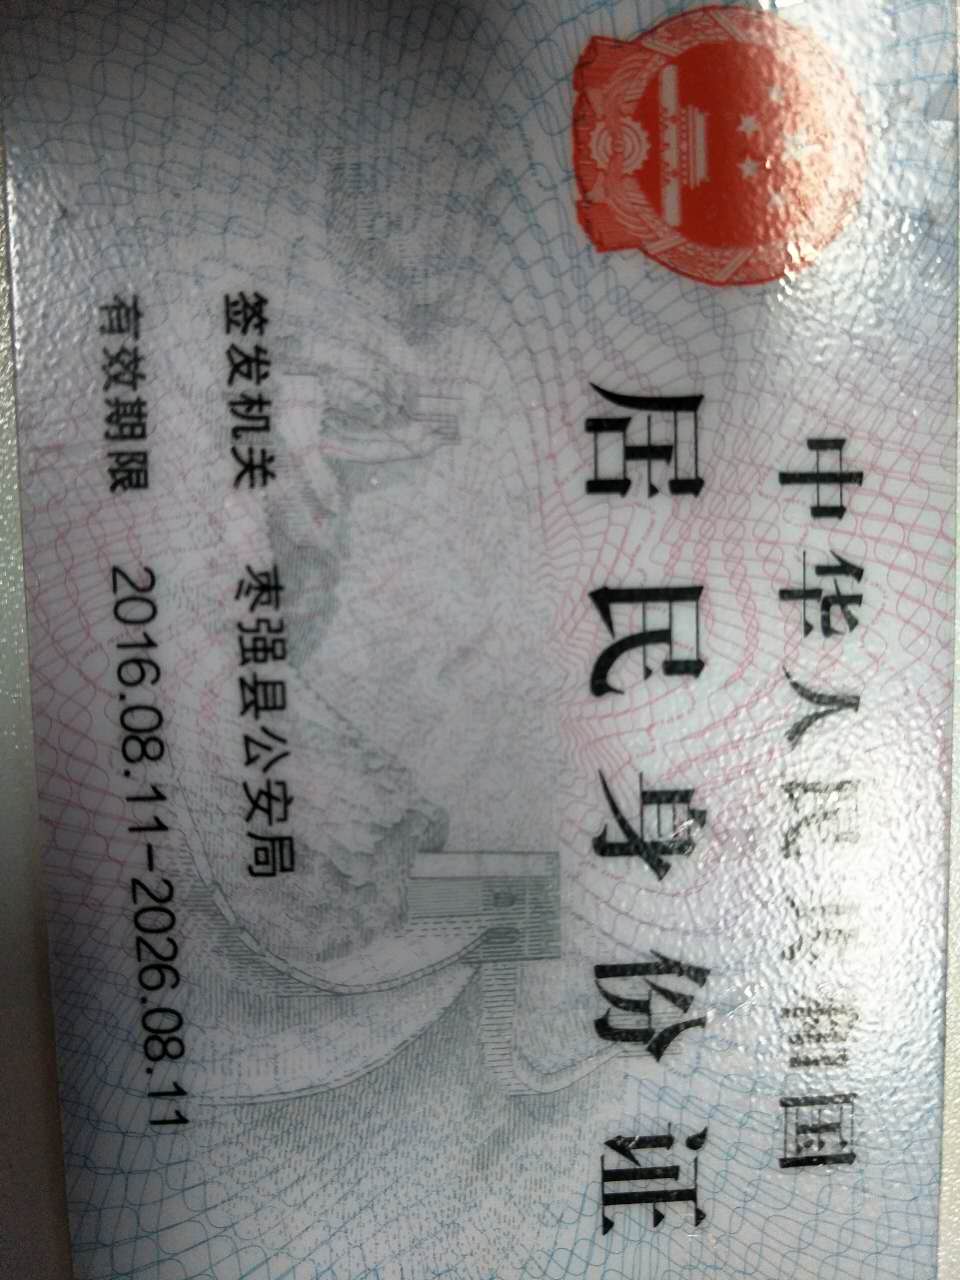 中华人民共和国
居民身份证
签发机关 枣强县公安局
有效期限 2016.08.11-2026.08.11